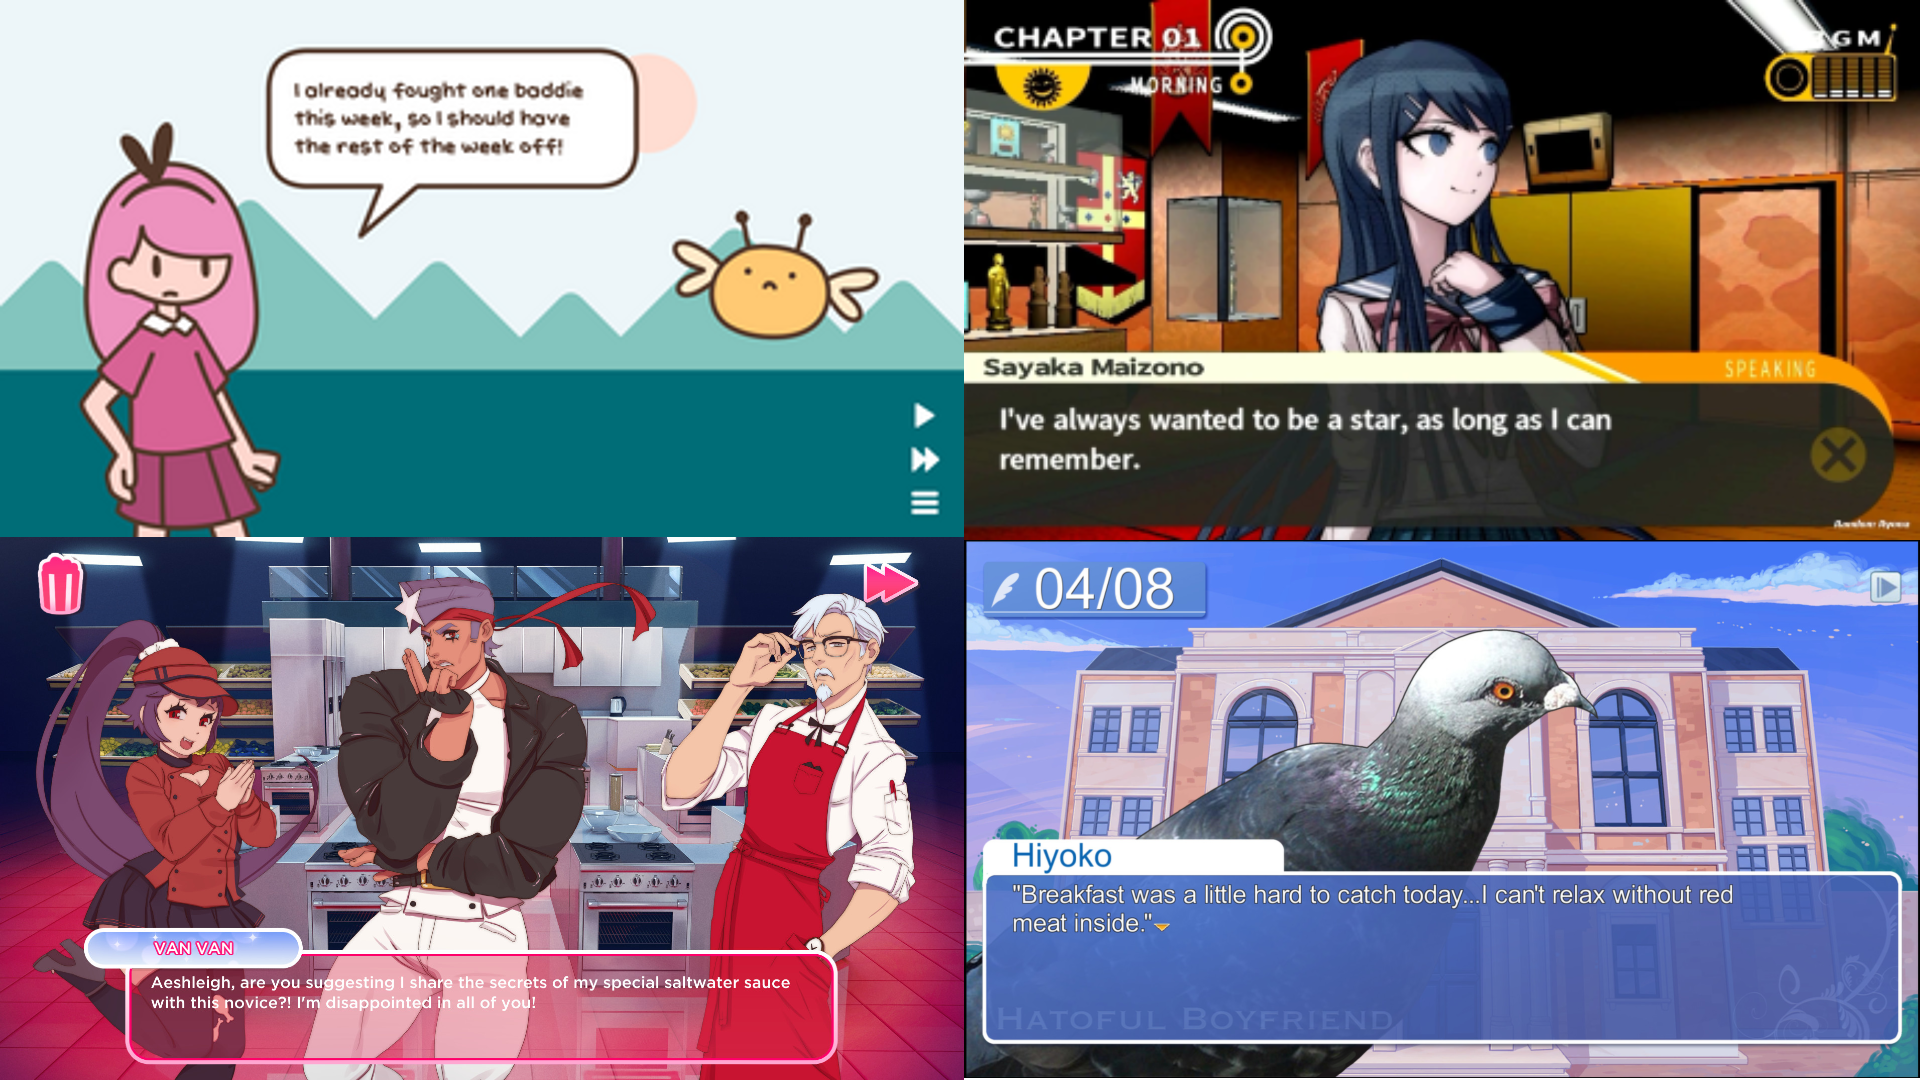 I already fought one baddie
this week, so I should have
the rest of the week off!
CHAPTER 01
MORNING
BGM
Sayaka Maizono
SPEAKING
I've always wanted to be a star, as long as I can
remember.
VAN VAN
Aeshleigh, are you suggesting I share the secrets of my special saltwater sauce
with this novice?! I'm disappointed in all of you!
04/08
Hiyoko
"Breakfast was a little hard to catch today...I can't relax without red
meat inside."
HATOFUL BOYFRIEND